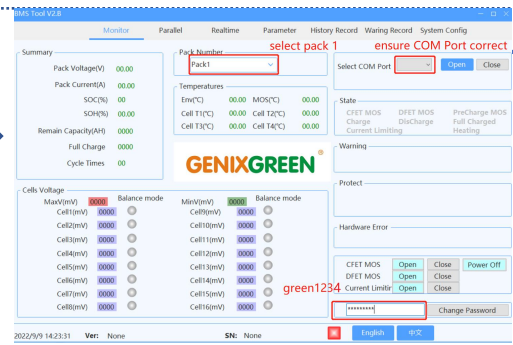 BMS Tool V2.8
Monitor Parallel Realtime Parameter History Record Waring Record System Config
select pack 1 ensure COM Port correct
Summary
Pack Voltage(V) 00.00
Pack Current(A) 00.00
SOC(%) 00
SOH(%) 00.00
Remain Capacity(AH) 0000
Full Charge 0000
Cycle Times 00
Pack Number
Pack1
Temperatures
Env(℃) 00.00 MOS(℃) 00.00
Cell T1(℃) 00.00 Cell T2(℃) 00.00
Cell T3(℃) 00.00 Cell T4(℃) 00.00
GENIXGREEN®
Select COM Port Open Close
State
CFET MOS DFET MOS PreCharge MOS
Charge DisCharge Full Charged
Current Limiting Heating
Warning
Protect
Hardware Error
Cells Voltage
MaxV(mV) 0000 Balance mode MinV(mV) 0000 Balance mode
Cell1(mV) 0000 Cell9(mV) 0000
Cell2(mV) 0000 Cell10(mV) 0000
Cell3(mV) 0000 Cell11(mV) 0000
Cell4(mV) 0000 Cell12(mV) 0000
Cell5(mV) 0000 Cell13(mV) 0000
Cell6(mV) 0000 Cell14(mV) 0000
Cell7(mV) 0000 Cell15(mV) 0000
Cell8(mV) 0000 Cell16(mV) 0000
CFET MOS Open Close Power Off
DFET MOS Open Close
Current Limitir Open Close
green1234
********* Change Password
2022/9/9 14:23:31 Ver: None SN: None English 中文